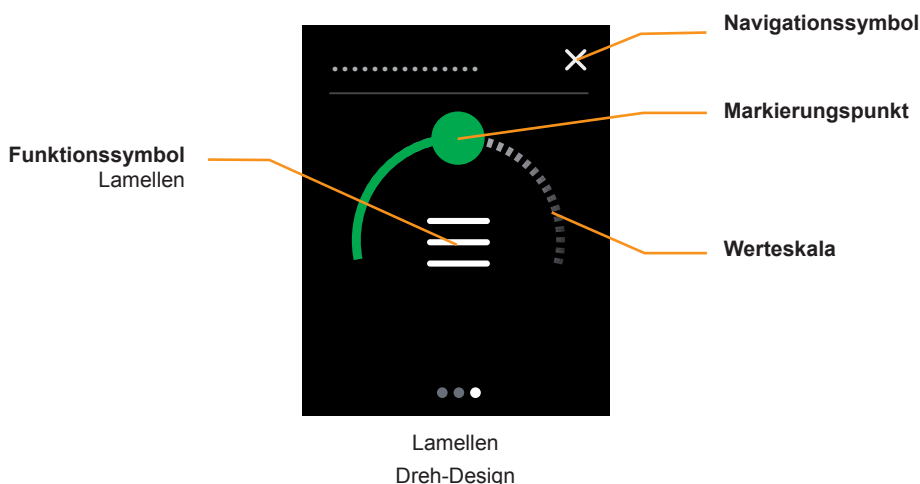 Navigationssymbol
Markierungspunkt
Funktionssymbol
Lamellen
Werteskala
Lamellen
Dreh-Design